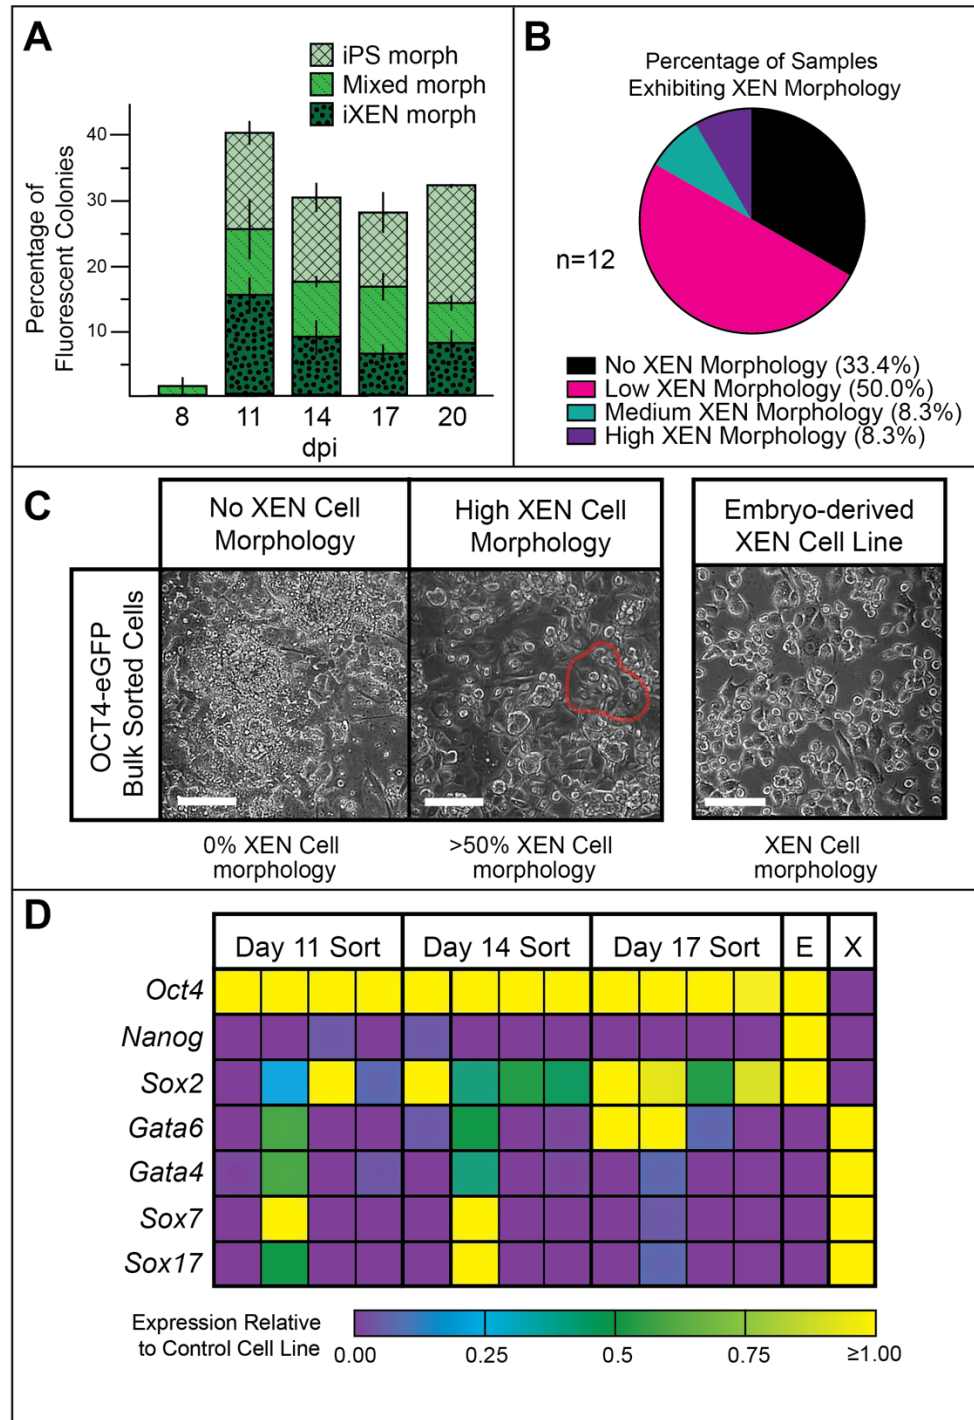 A
iPS morph
Mixed morph
iXEN morph
Percentage of
Fluorescent Colonies
40
30
20
10
8 11 14 17 20
dpi
B
Percentage of Samples
Exhibiting XEN Morphology
n=12
No XEN Morphology (33.4%)
Low XEN Morphology (50.0%)
Medium XEN Morphology (8.3%)
High XEN Morphology (8.3%)
C
No XEN Cell
Morphology
High XEN Cell
Morphology
Embryo-derived
XEN Cell Line
OCT4-eGFP
Bulk Sorted Cells
0% XEN Cell
morphology
>50% XEN Cell
morphology
XEN Cell
morphology
D
Day 11 Sort Day 14 Sort Day 17 Sort E X
Oct4
Nanog
Sox2
Gata6
Gata4
Sox7
Sox17
Expression Relative
to Control Cell Line
0.00 0.25 0.5 0.75 ≥1.00